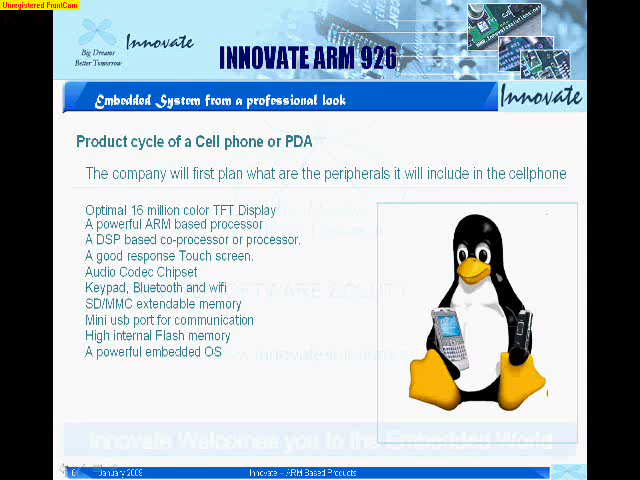 Unregistered FrontCam
Innovate
Big Dreams
Better Tomorrow
INNOVATE ARM 926
www.innovatesolutions.net
Embedded System from a professional look
Innovate
Product cycle of a Cell phone or PDA
The company will first plan what are the peripherals it will include in the cellphone
Optimal 16 million color TFT Display
A powerful ARM based processor
A DSP based co-processor or processor.
A good response Touch screen.
Audio Codec Chipset
Keypad, Bluetooth and wifi
SD/MMC extendable memory
Mini usb port for communication
High internal Flash memory
A powerful embedded OS
Innovate Welcomes you to the Embedded World
6
January 2009
Innovate – ARM Based Products